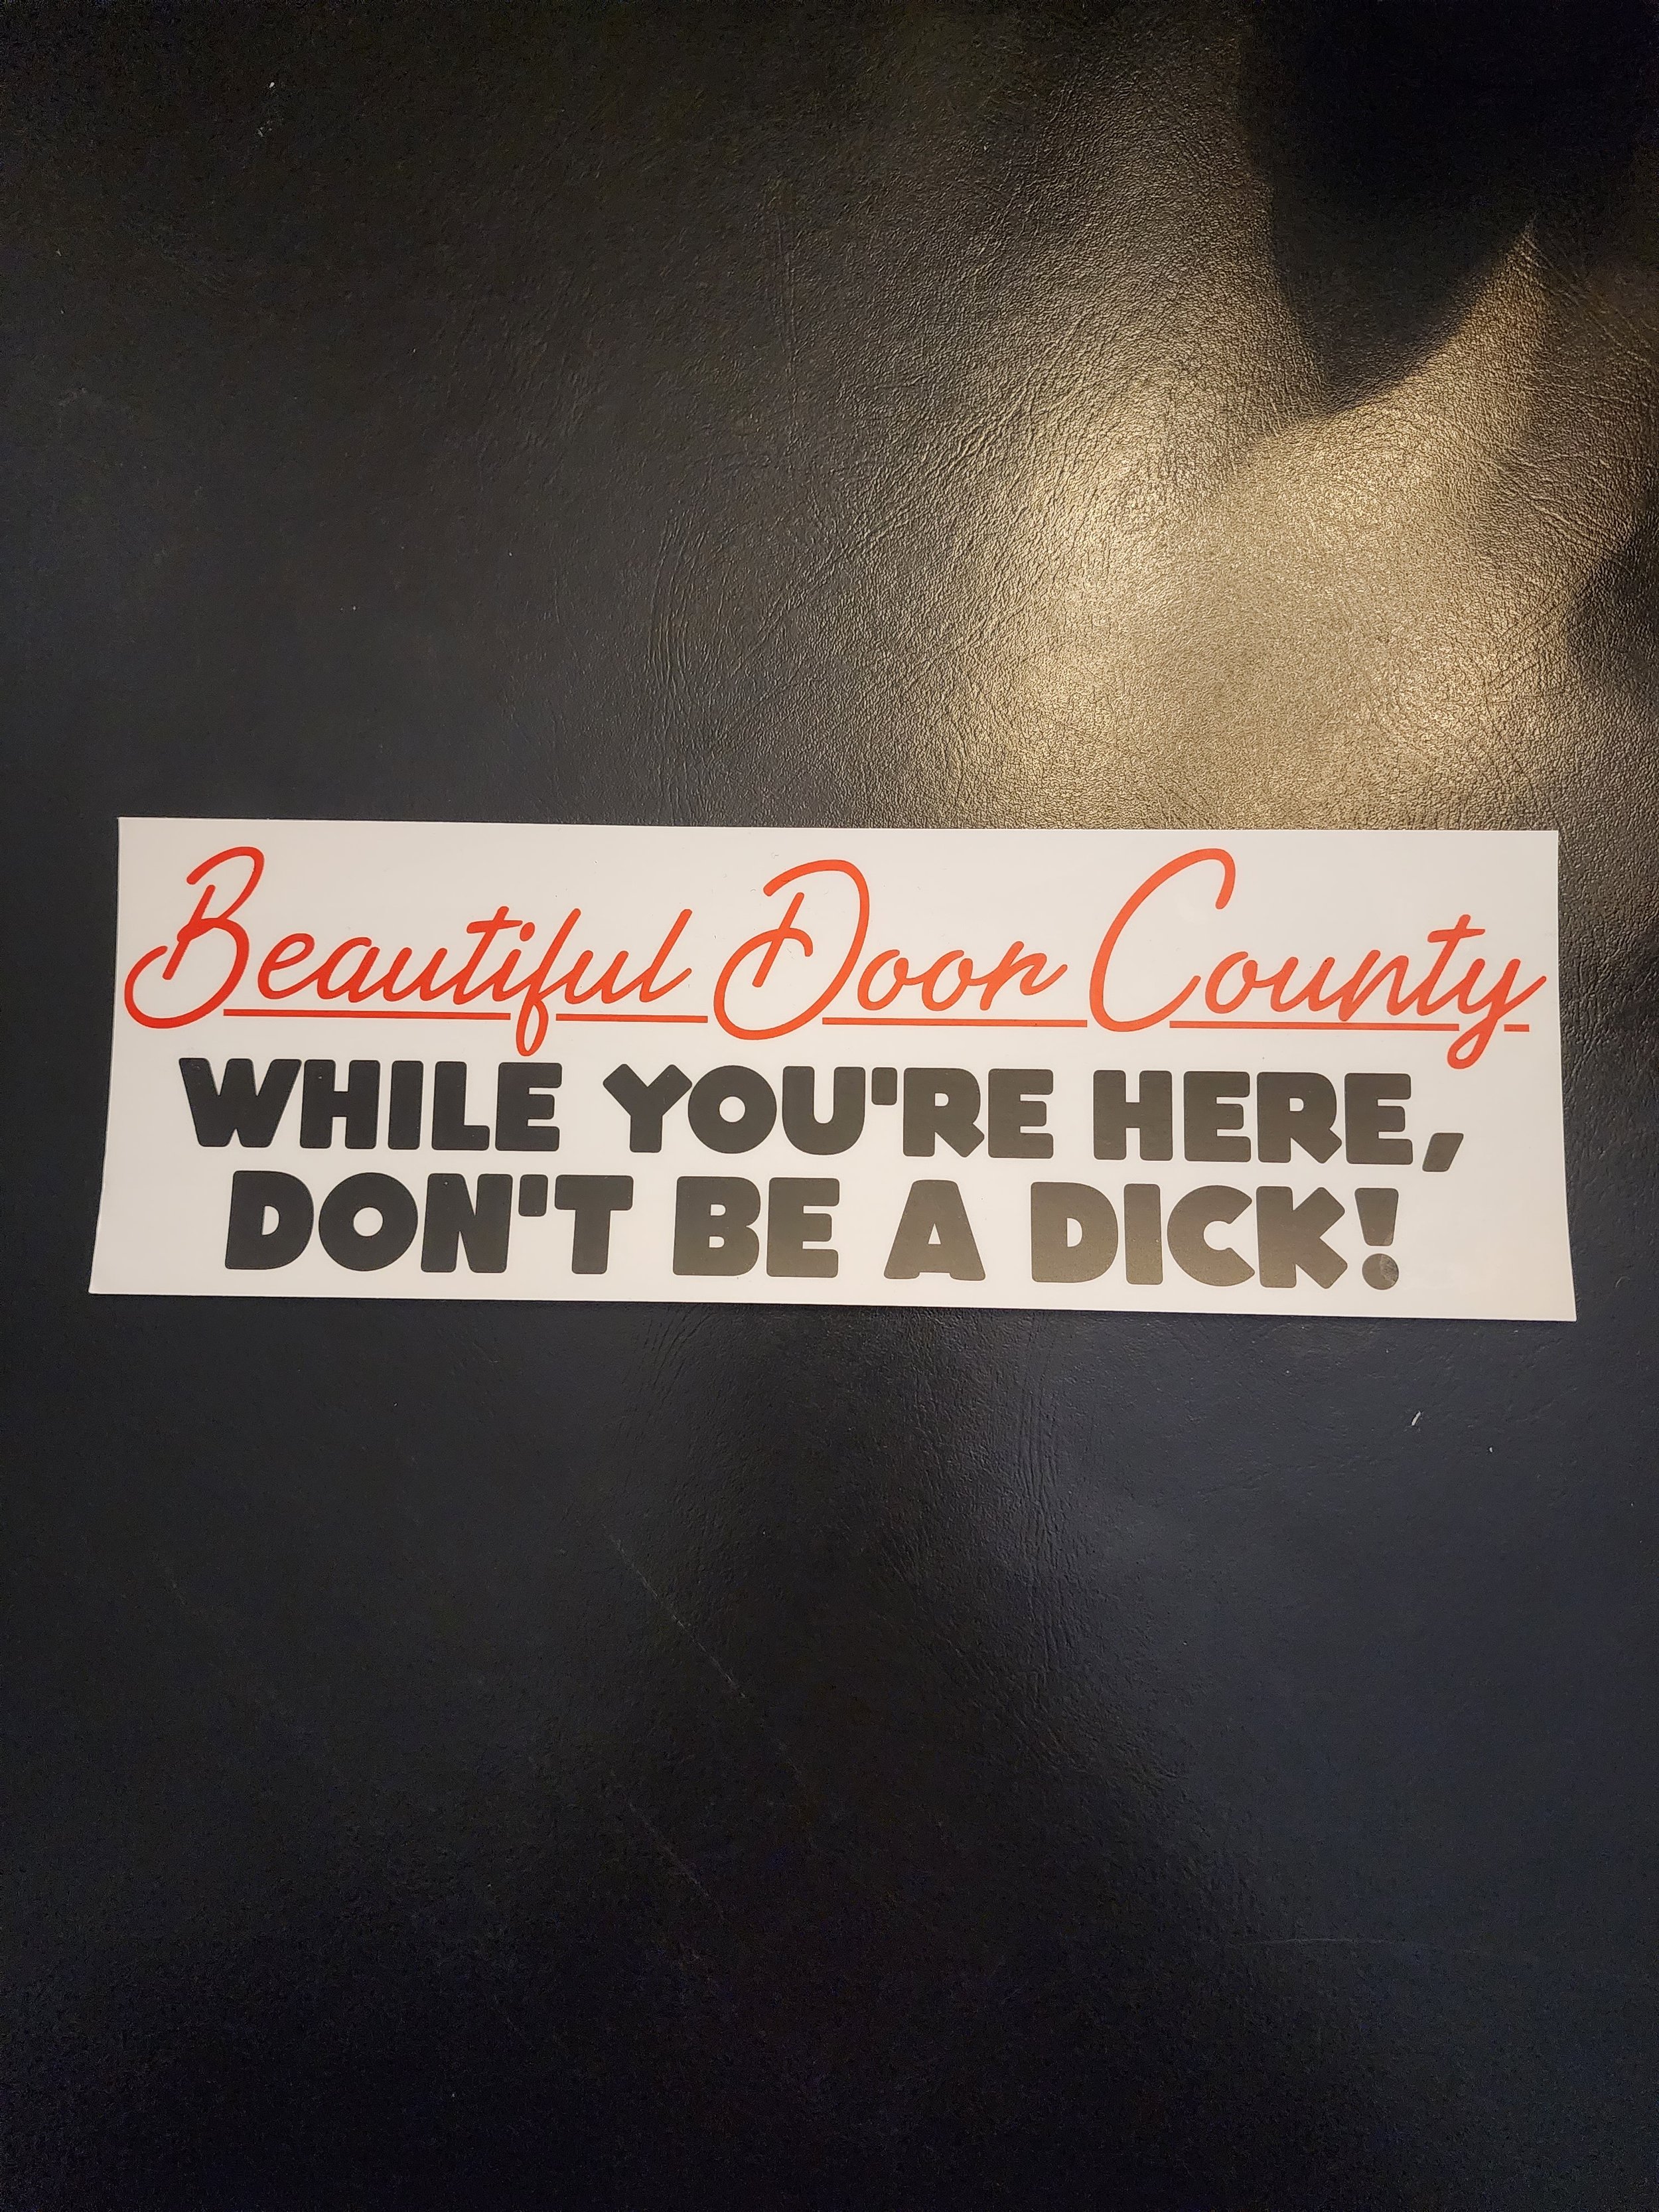 Beautiful Door County
WHILE YOU'RE HERE,
DON'T BE A DICK!